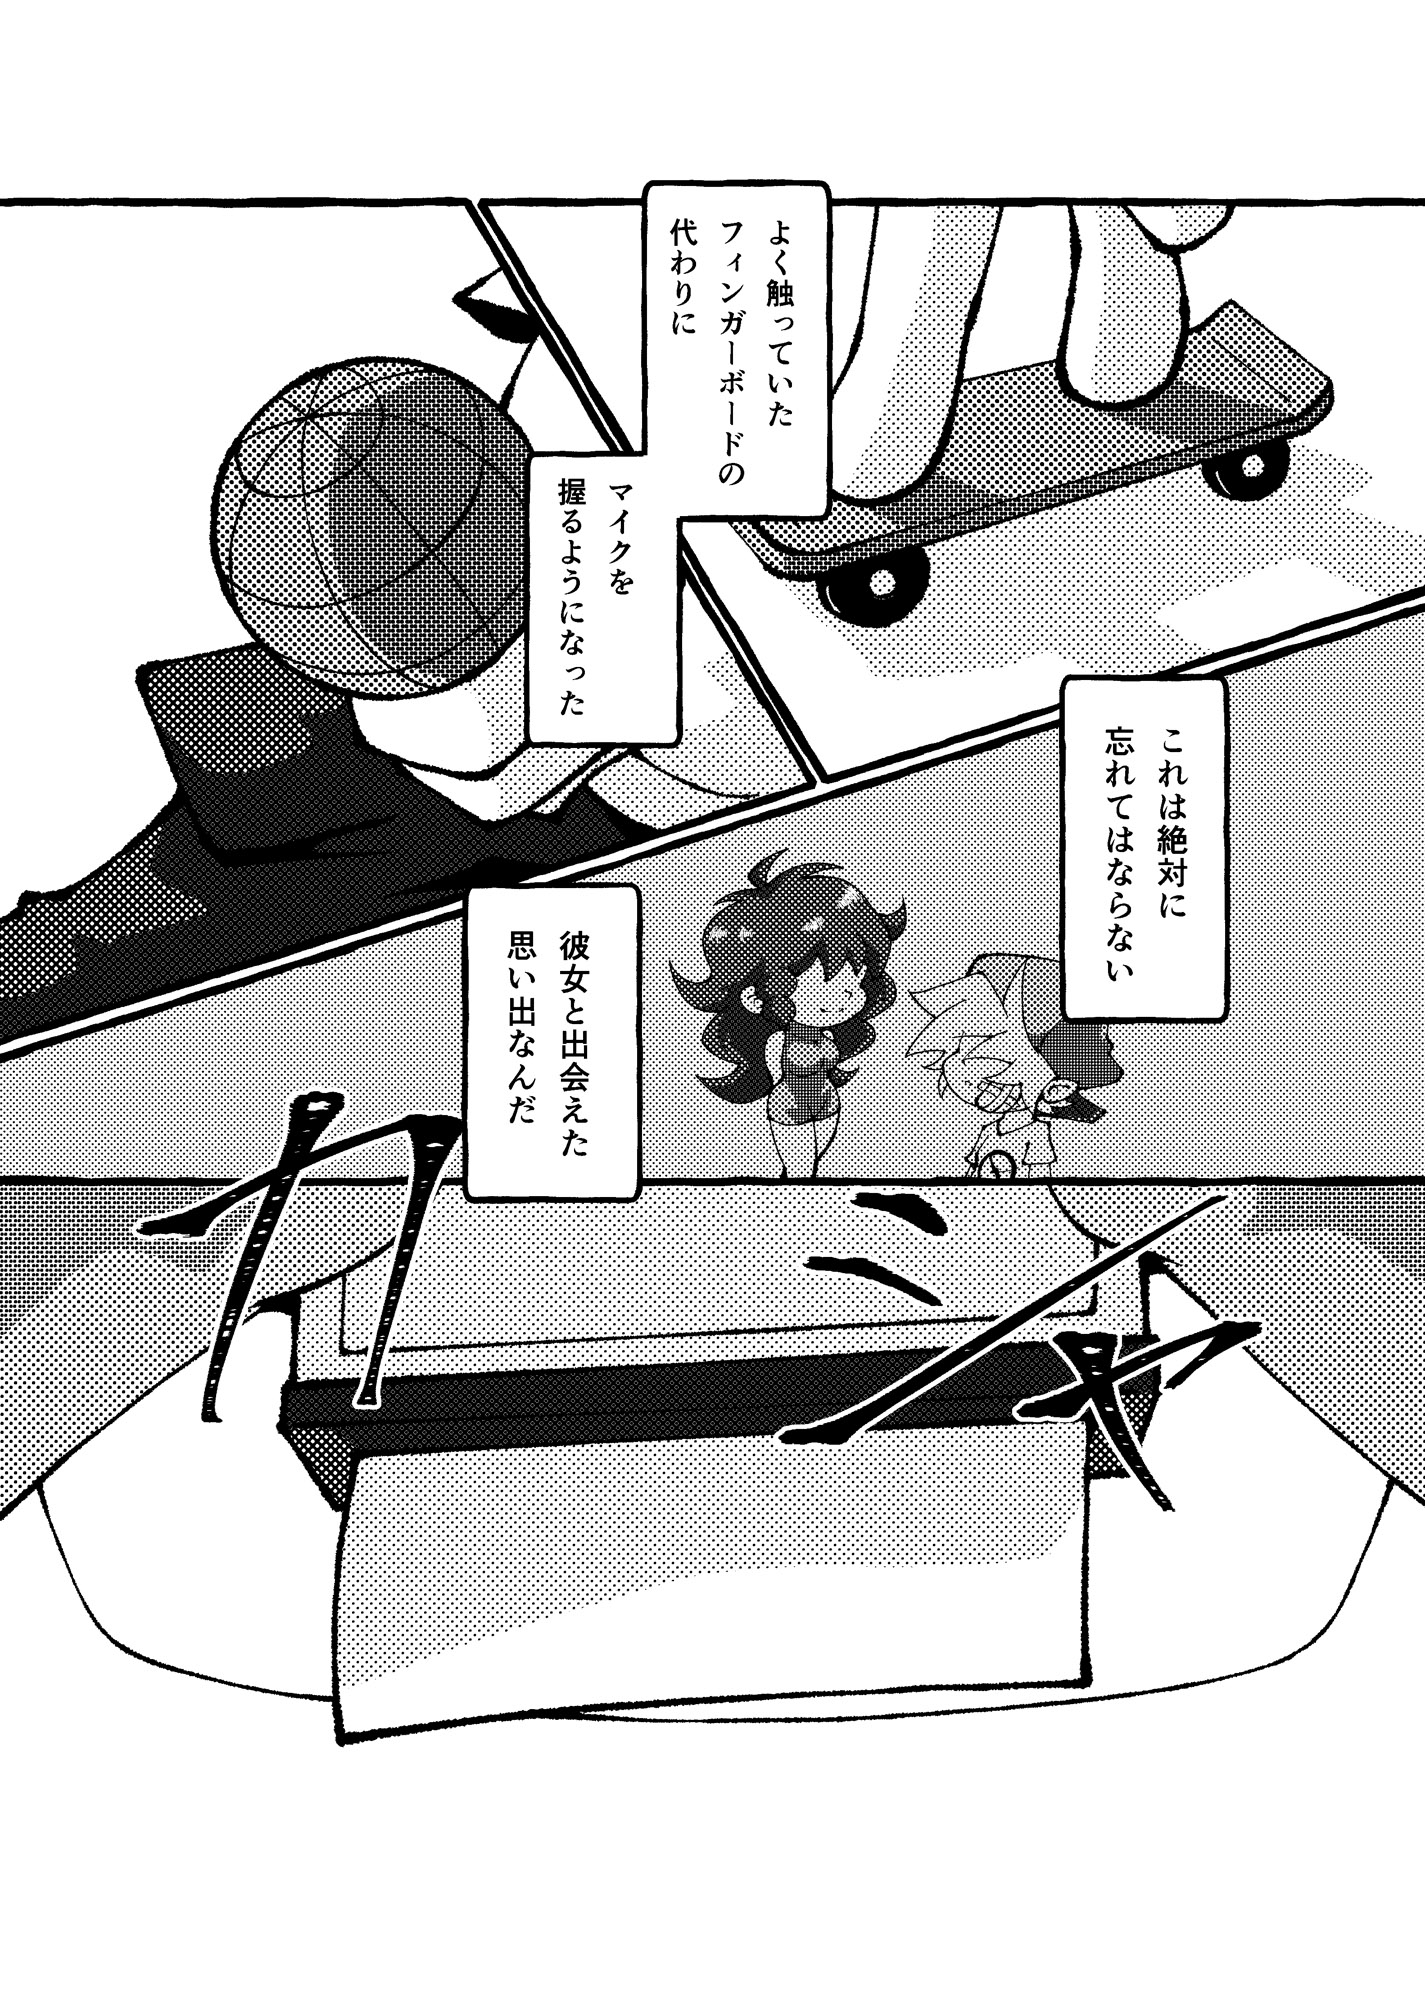 よく触っていた
フィンガーボードの
代わりに
マイクを
握るようになった
これは絶対に
忘れてはならない
彼女と出会えた
思い出なんだ
ガサ